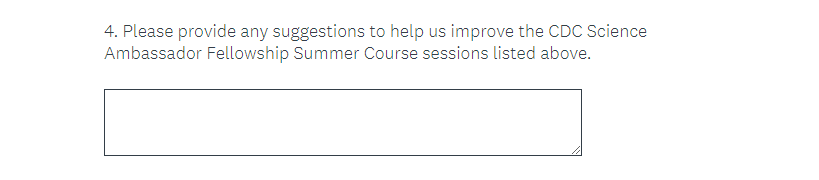 4. Please provide any suggestions to help us improve the CDC Science
Ambassador Fellowship Summer Course sessions listed above.